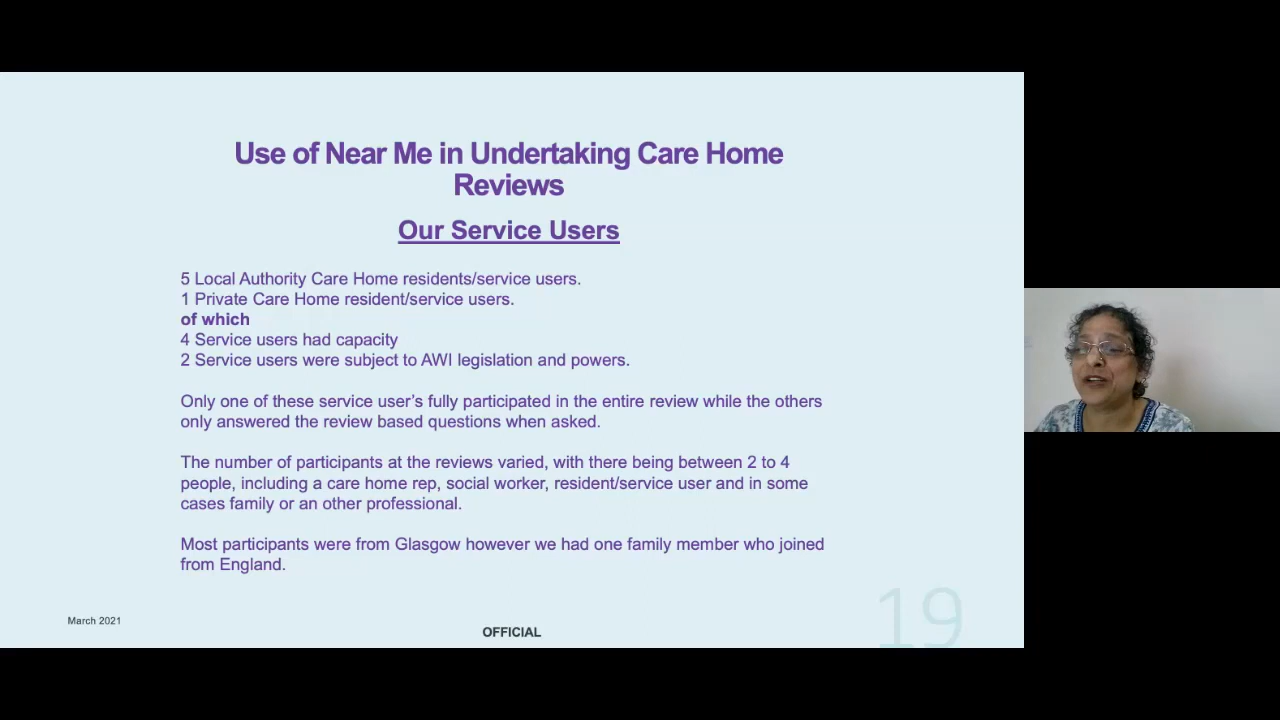 Use of Near Me in Undertaking Care Home
Reviews
Our Service Users
5 Local Authority Care Home residents/service users.
1 Private Care Home resident/service users.
of which
4 Service users had capacity
2 Service users were subject to AWI legislation and powers.
Only one of these service user's fully participated in the entire review while the others
only answered the review based questions when asked.
The number of participants at the reviews varied, with there being between 2 to 4
people, including a care home rep, social worker, resident/service user and in some
cases family or an other professional.
Most participants were from Glasgow however we had one family member who joined
from England.
March 2021
OFFICIAL
19